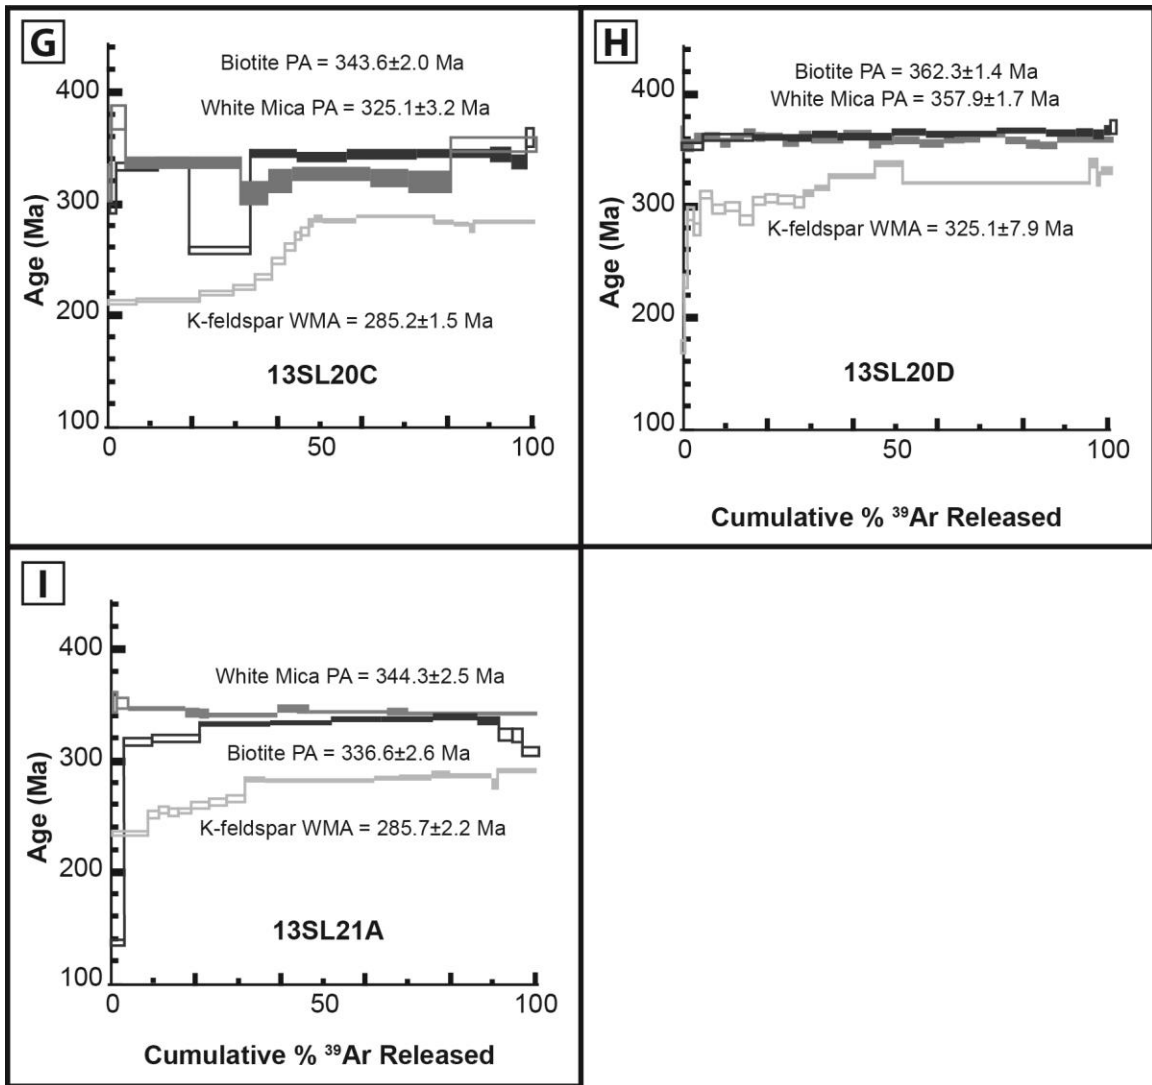 G
Biotite PA = 343.6±2.0 Ma
White Mica PA = 325.1±3.2 Ma
400
300
200
100
Age (Ma)
K-feldspar WMA = 285.2±1.5 Ma
13SL20C
0 50 100
H
Biotite PA = 362.3±1.4 Ma
White Mica PA = 357.9±1.7 Ma
400
300
200
100
Age (Ma)
K-feldspar WMA = 325.1±7.9 Ma
13SL20D
0 50 100
Cumulative % ³⁹Ar Released
I
White Mica PA = 344.3±2.5 Ma
400
300
200
100
Age (Ma)
Biotite PA = 336.6±2.6 Ma
K-feldspar WMA = 285.7±2.2 Ma
13SL21A
0 50 100
Cumulative % ³⁹Ar Released